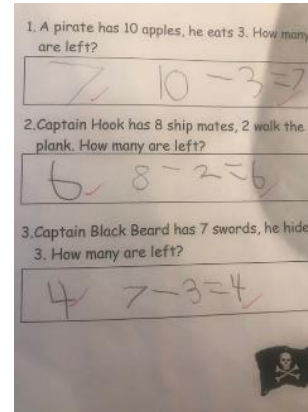 1. A pirate has 10 apples, he eats 3. How many
are left?
7 10-3=7
2.Captain Hook has 8 ship mates, 2 walk the
plank. How many are left?
6 8-2=6
3.Captain Black Beard has 7 swords, he hide
3. How many are left?
4 7-3=4